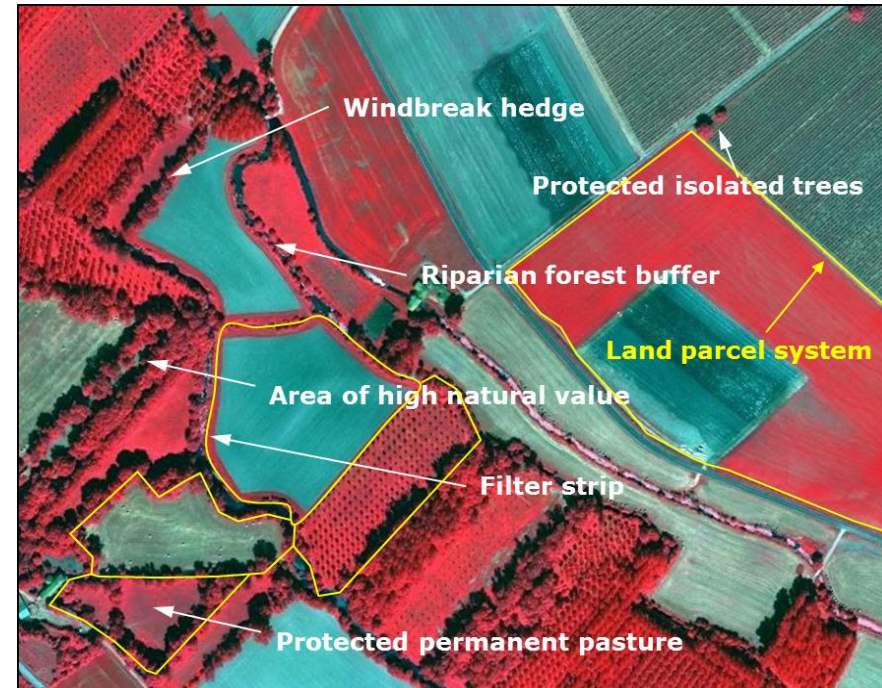 Windbreak hedge
Protected isolated trees
Riparian forest buffer
Land parcel system
Area of high natural value
Filter strip
Protected permanent pasture